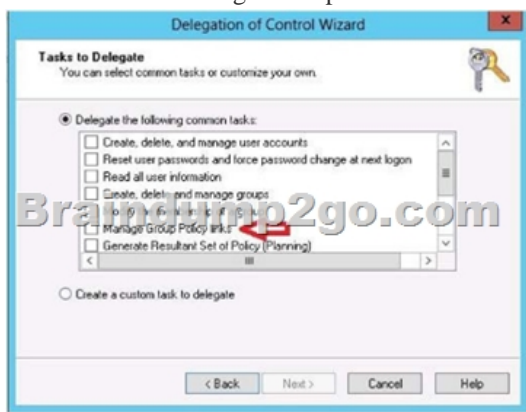 Delegation of Control Wizard
x
Tasks to Delegate
You can select common tasks or customize your own.
Delegate the following common tasks:
Create, delete, and manage user accounts
Reset user passwords and force password change at next logon
Read all user information
Create, delete and manage groups
Braindump2go.com
Manage Group Policy links
Generate Resultant Set of Policy (Planning)
Create a custom task to delegate
< Back
Next >
Cancel
Help